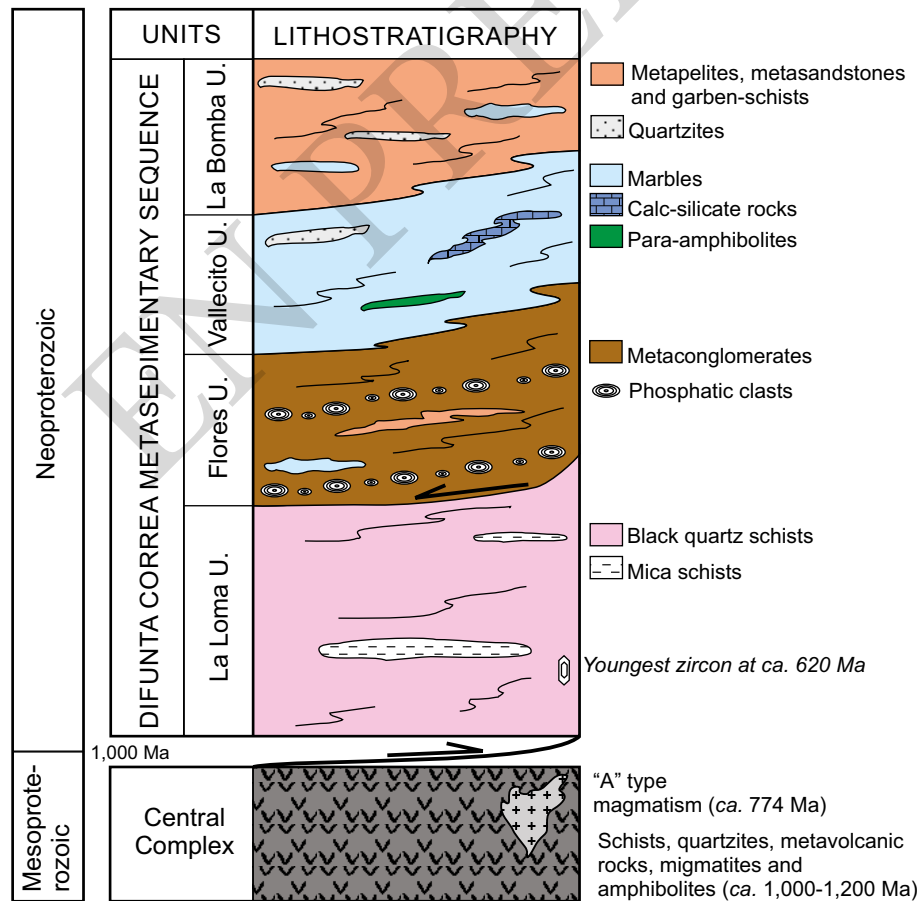 UNITS
LITHOSTRATIGRAPHY
Neoproterozoic
DIFUNTA CORREA METASEDIMENTARY SEQUENCE
La Bomba U.
Vallecito U.
Flores U.
La Loma U.
Metapelites, metasandstones
and garben-schists
Quartzites
Marbles
Calc-silicate rocks
Para-amphibolites
Metaconglomerates
Phosphatic clasts
Black quartz schists
Mica schists
Youngest zircon at ca. 620 Ma
1,000 Ma
Mesoprote-
rozoic
Central
Complex
“A” type
magmatism (ca. 774 Ma)
Schists, quartzites, metavolcanic
rocks, migmatites and
amphibolites (ca. 1,000-1,200 Ma)
EN PRE